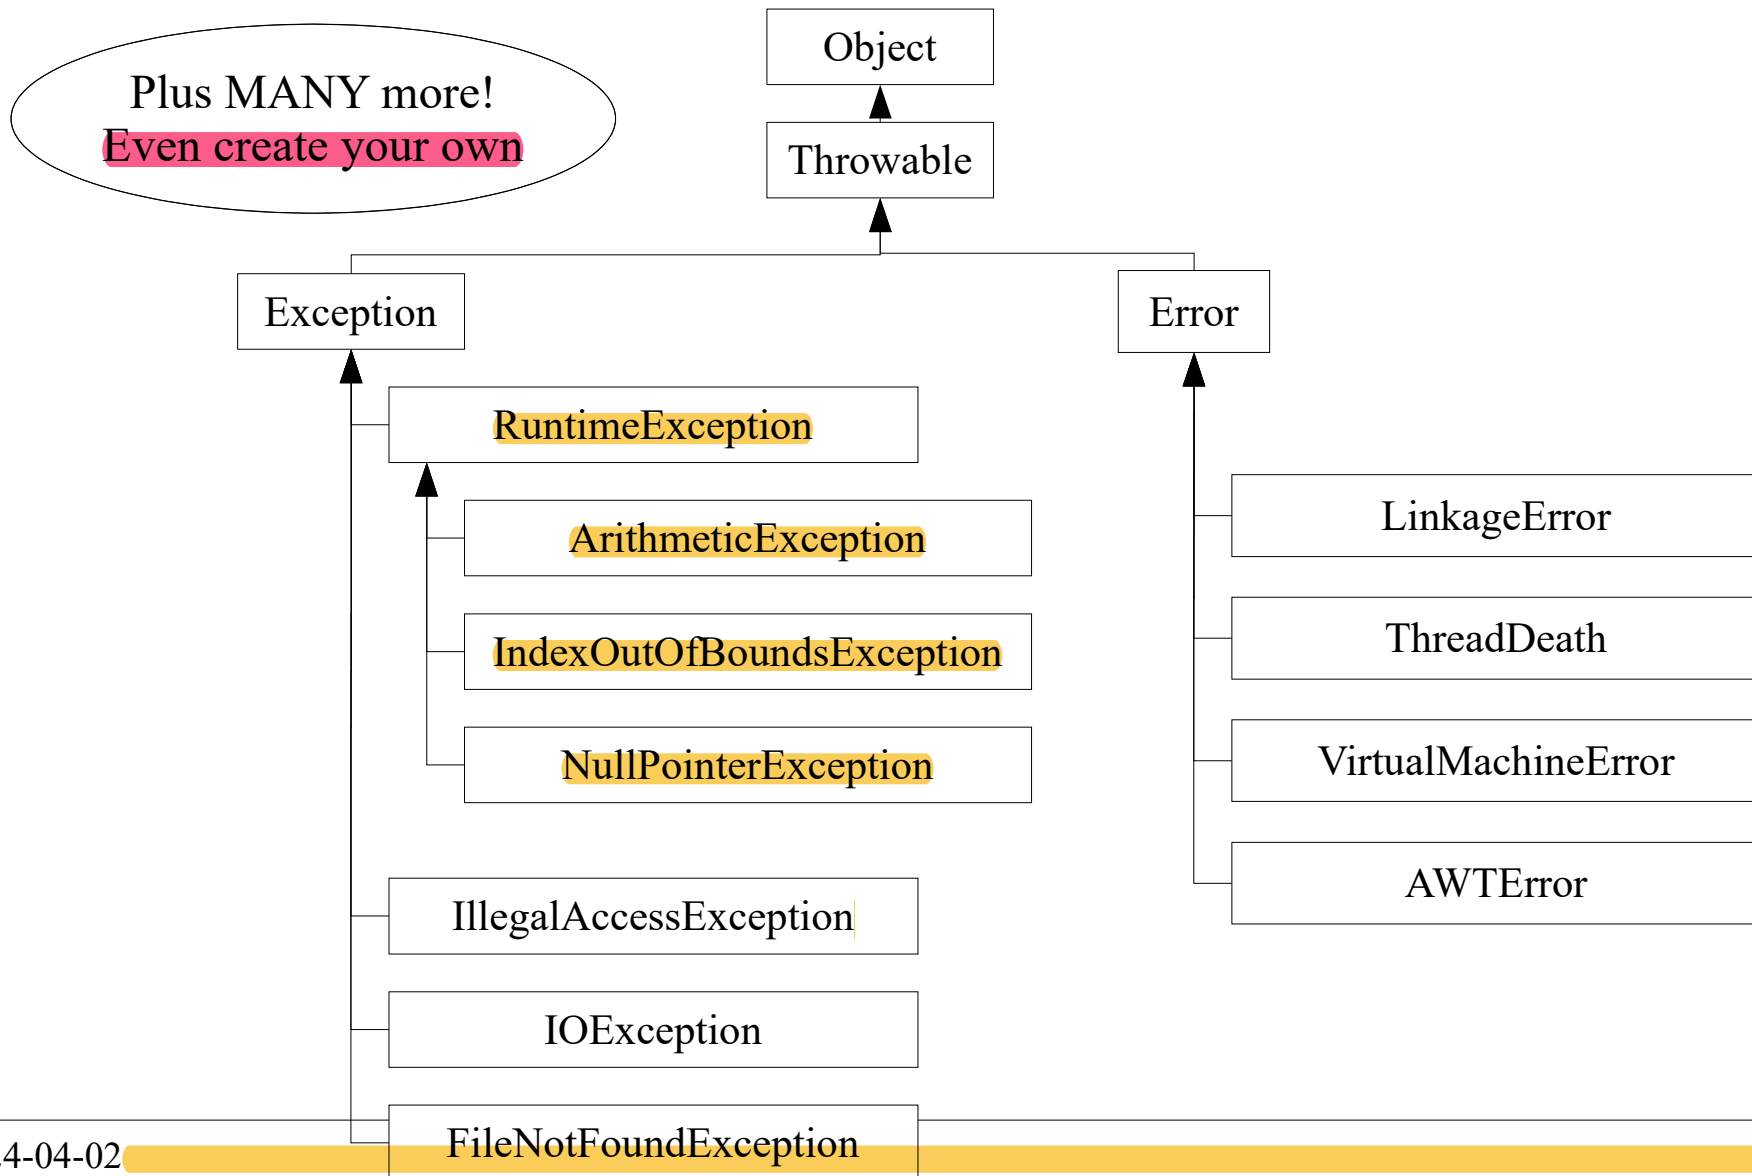 Plus MANY more!
Even create your own
Object
Throwable
Exception
Error
RuntimeException
ArithmeticException
IndexOutOfBoundsException
NullPointerException
IllegalAccessException
IOException
FileNotFoundException
LinkageError
ThreadDeath
VirtualMachineError
AWTError
4-04-02